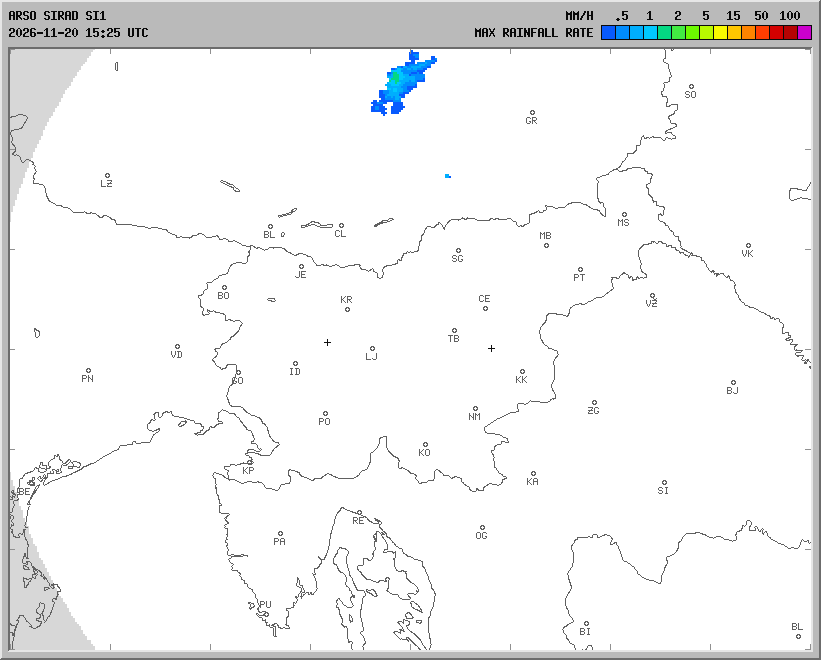 ARSO SIRAD SI1
2026-11-20 15:25 UTC
MM/H .5 1 2 5 15 50 100
MAX RAINFALL RATE
SO
GR
LZ
MS
BL
CL
MB
VK
SG
JE
PT
BO
KR
CE
VZ
TB
VD
LJ
ID
PN
GO
KK
BJ
ZG
NM
PO
KO
KP
KA
BE
SI
RE
OG
PA
PU
BI
BL